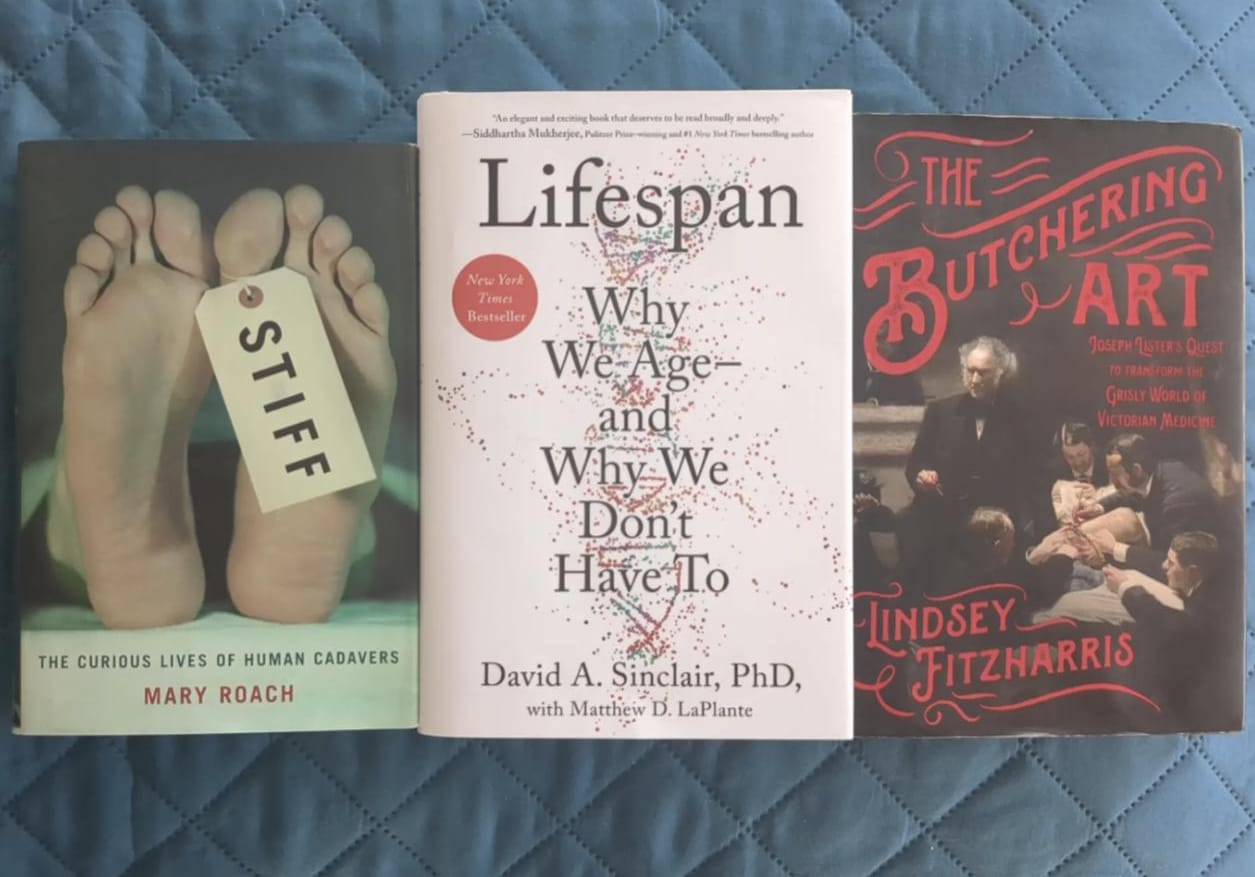 STIFF
THE CURIOUS LIVES OF HUMAN CADAVERS
MARY ROACH
"An elegant and exciting book that deserves to be read broadly and deeply."
—Siddhartha Mukherjee, Pulitzer Prize-winning and #1 New York Times bestselling author
Lifespan
New York
Times
Bestseller
Why
We Age—
and
Why We
Don't
Have To
David A. Sinclair, PhD,
with Matthew D. LaPlante
THE
BUTCHERING
ART
JOSEPH LISTER'S QUEST
TO TRANSFORM THE
GRISLY WORLD OF
VICTORIAN MEDICINE
LINDSEY
FITZHARRIS